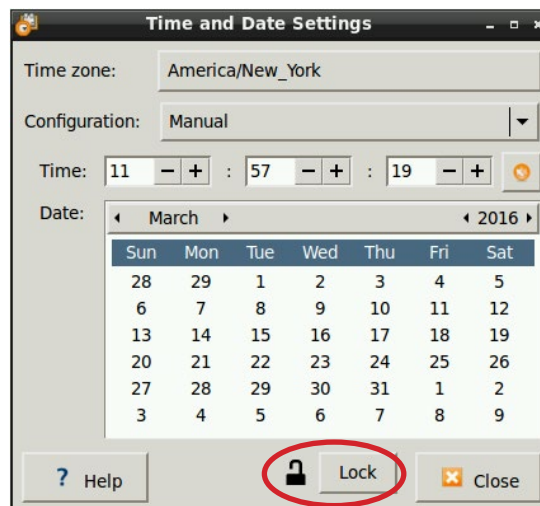 Time and Date Settings
Time zone: America/New_York
Configuration: Manual
Time: 11 − + : 57 − + : 19 − +
Date: March 2016
Sun Mon Tue Wed Thu Fri Sat
28 29 1 2 3 4 5
6 7 8 9 10 11 12
13 14 15 16 17 18 19
20 21 22 23 24 25 26
27 28 29 30 31 1 2
3 4 5 6 7 8 9
? Help Lock Close